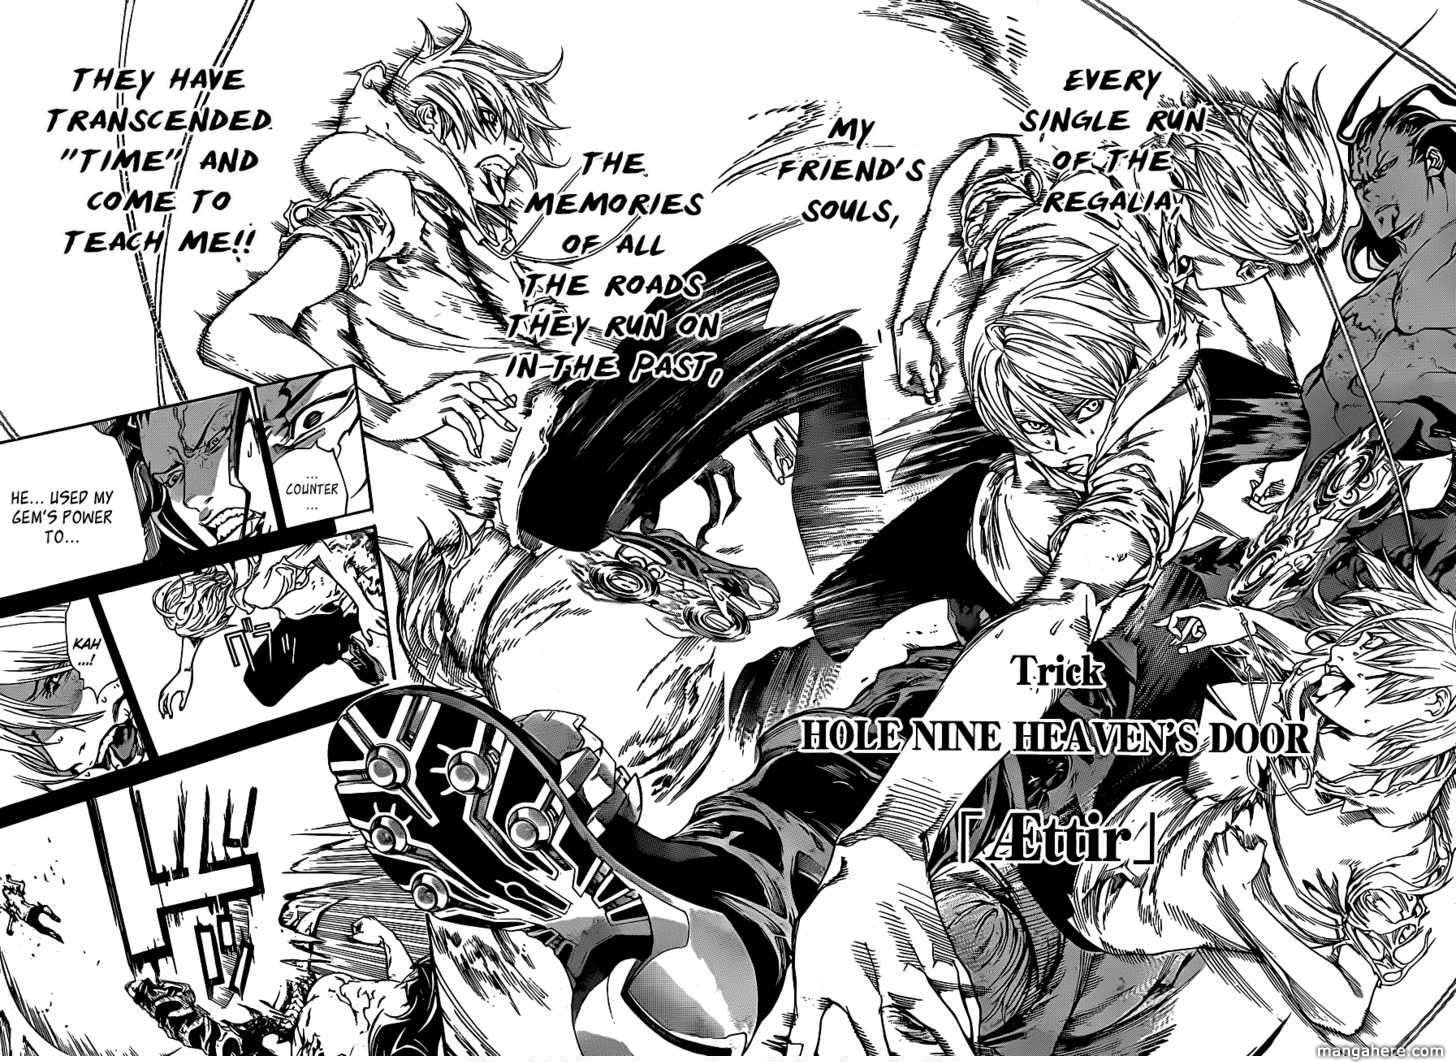 EVERY
SINGLE RUN
OF THE
REGALIA,
MY
FRIEND'S
SOULS,
THE
MEMORIES
OF ALL
THE ROADS
THEY RUN ON
IN THE PAST,
THEY HAVE
TRANSCENDED
"TIME" AND
COME TO
TEACH ME!!
Trick
HOLE NINE HEAVEN'S DOOR
「Ættir」
...
COUNTER
...
HE... USED MY
GEM'S POWER
TO...
KAH
...!
mangahere.com